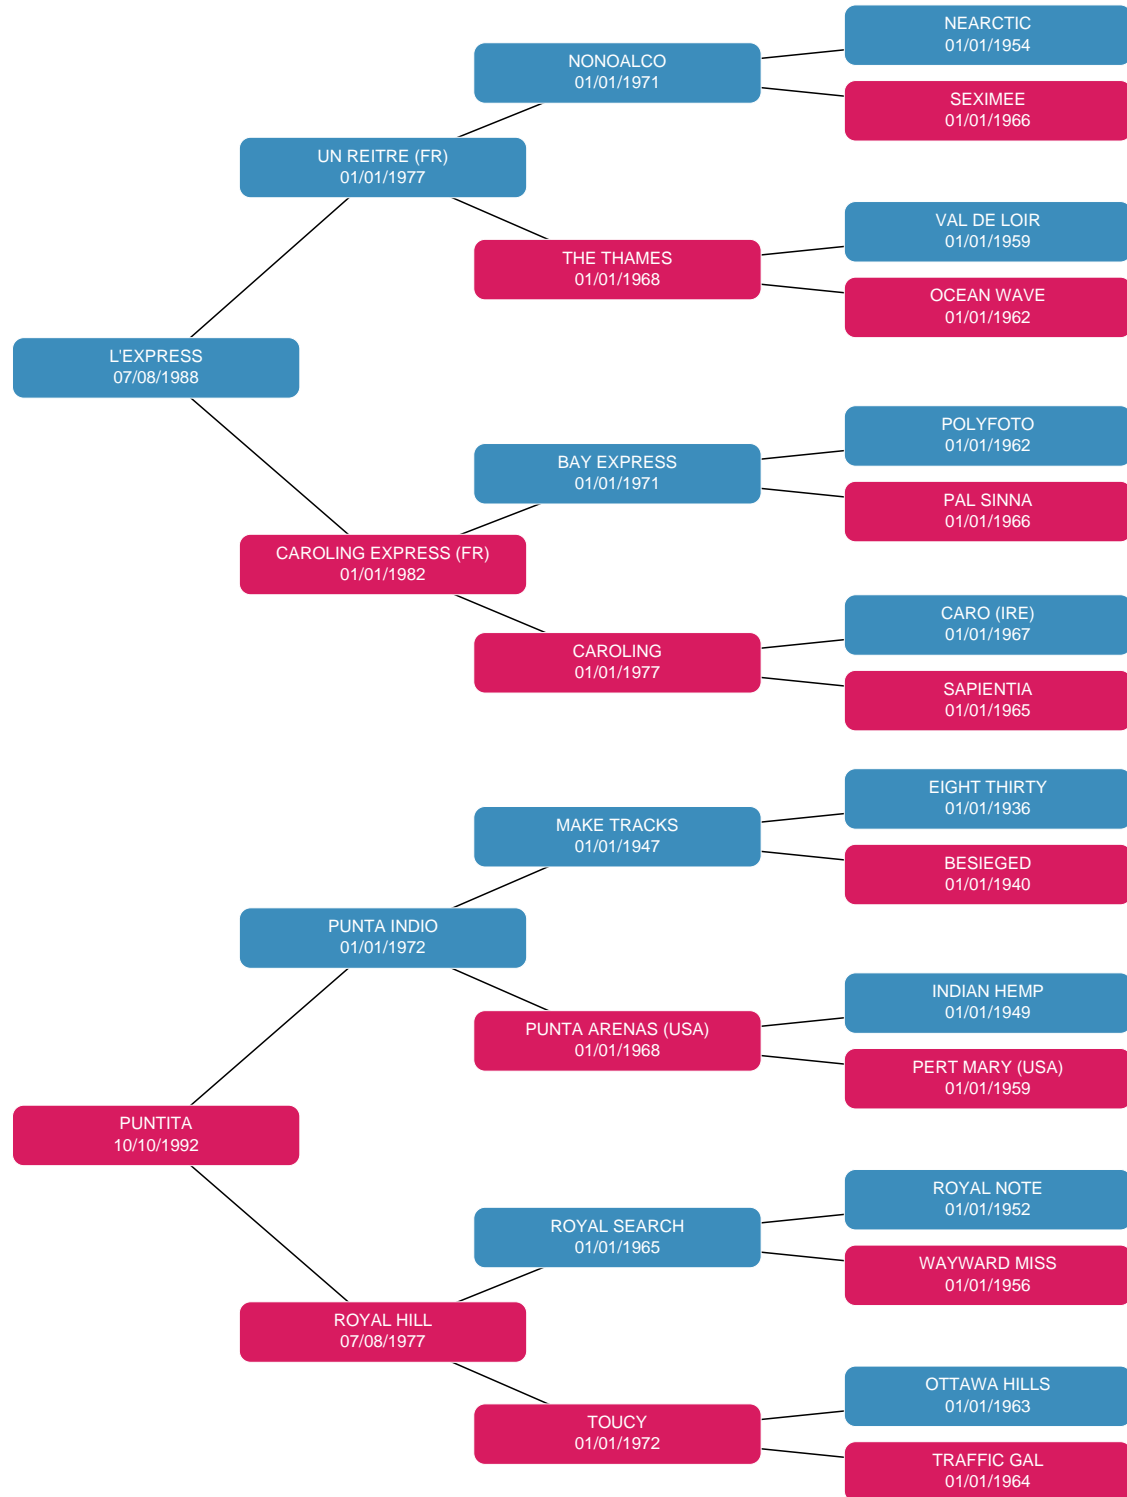 NEARCTIC
01/01/1954
NONOALCO
01/01/1971
SEXIMEE
01/01/1966
UN REITRE (FR)
01/01/1977
VAL DE LOIR
01/01/1959
THE THAMES
01/01/1968
OCEAN WAVE
01/01/1962
L'EXPRESS
07/08/1988
POLYFOTO
01/01/1962
BAY EXPRESS
01/01/1971
PAL SINNA
01/01/1966
CAROLING EXPRESS (FR)
01/01/1982
CARO (IRE)
01/01/1967
CAROLING
01/01/1977
SAPIENTIA
01/01/1965
EIGHT THIRTY
01/01/1936
MAKE TRACKS
01/01/1947
BESIEGED
01/01/1940
PUNTA INDIO
01/01/1972
INDIAN HEMP
01/01/1949
PUNTA ARENAS (USA)
01/01/1968
PERT MARY (USA)
01/01/1959
PUNTITA
10/10/1992
ROYAL NOTE
01/01/1952
ROYAL SEARCH
01/01/1965
WAYWARD MISS
01/01/1956
ROYAL HILL
07/08/1977
OTTAWA HILLS
01/01/1963
TOUCY
01/01/1972
TRAFFIC GAL
01/01/1964